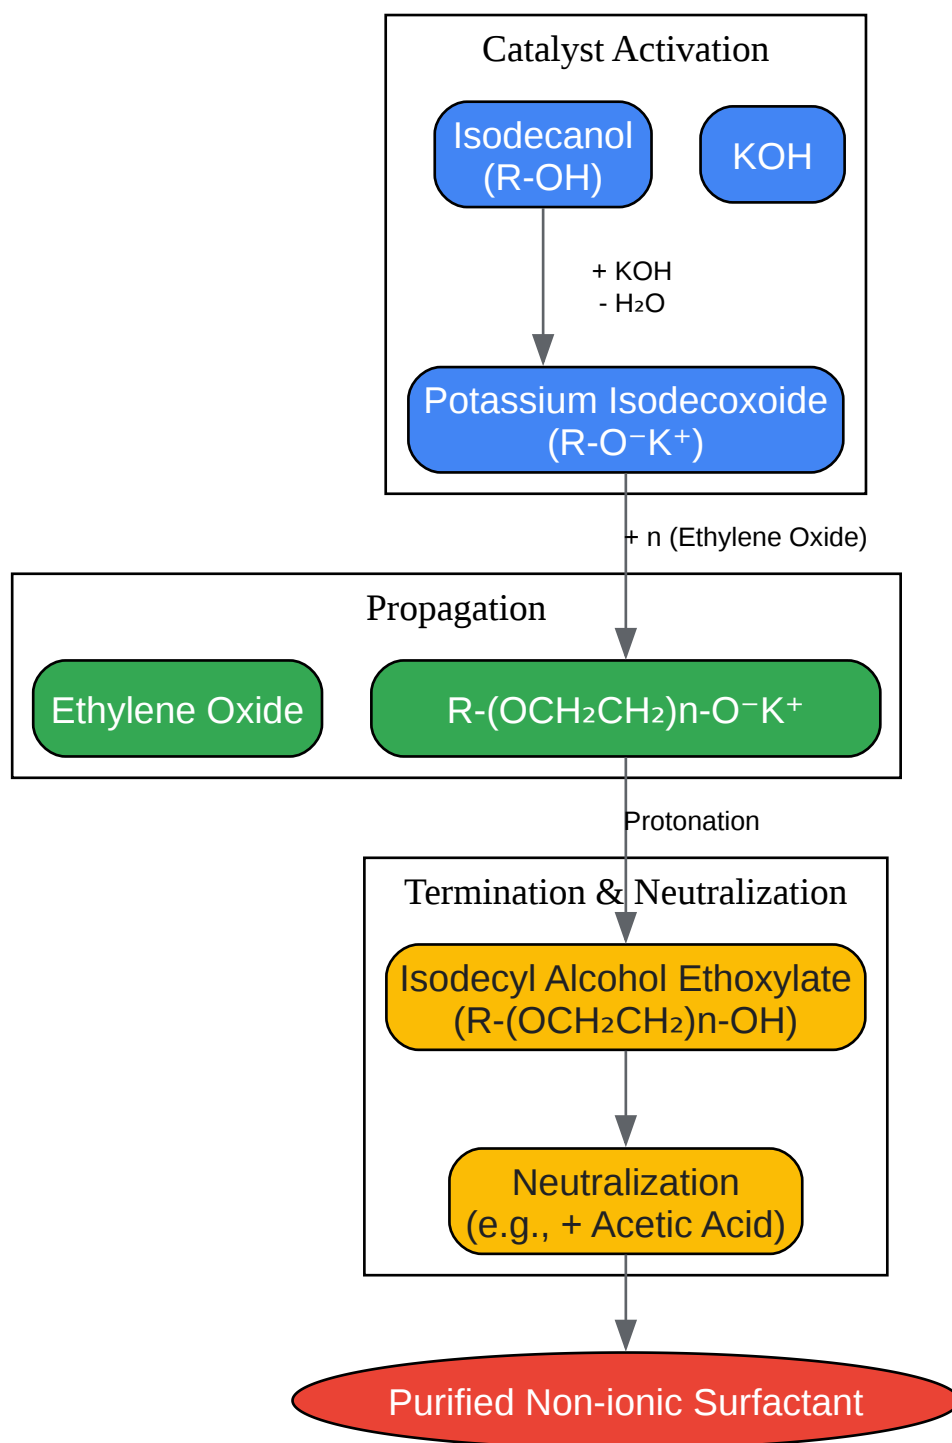 Catalyst Activation
Isodecanol
(R-OH)
KOH
+ KOH
- H₂O
Potassium Isodecoxoide
(R-O⁻K⁺)
+ n (Ethylene Oxide)
Propagation
Ethylene Oxide
R-(OCH₂CH₂)n-O⁻K⁺
Protonation
Termination & Neutralization
Isodecyl Alcohol Ethoxylate
(R-(OCH₂CH₂)n-OH)
Neutralization
(e.g., + Acetic Acid)
Purified Non-ionic Surfactant